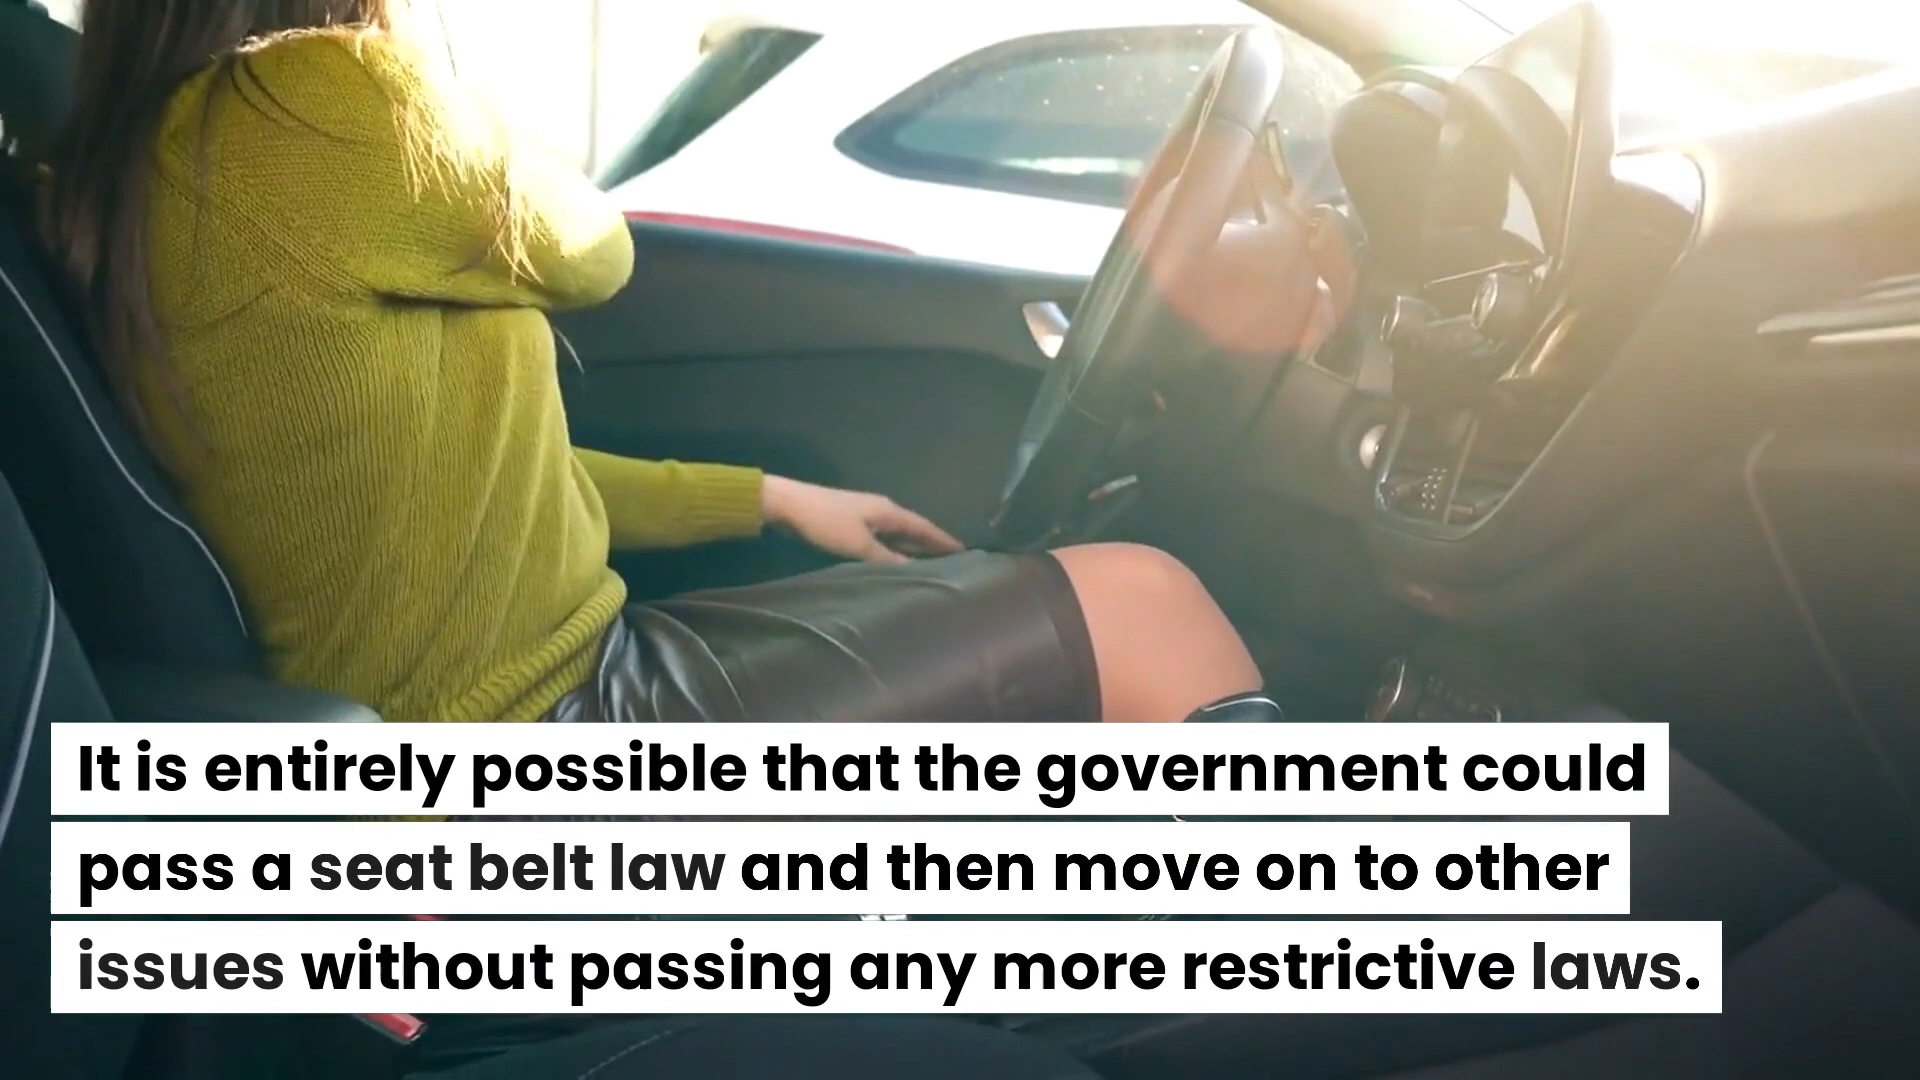 It is entirely possible that the government could
pass a seat belt law and then move on to other
issues without passing any more restrictive laws.